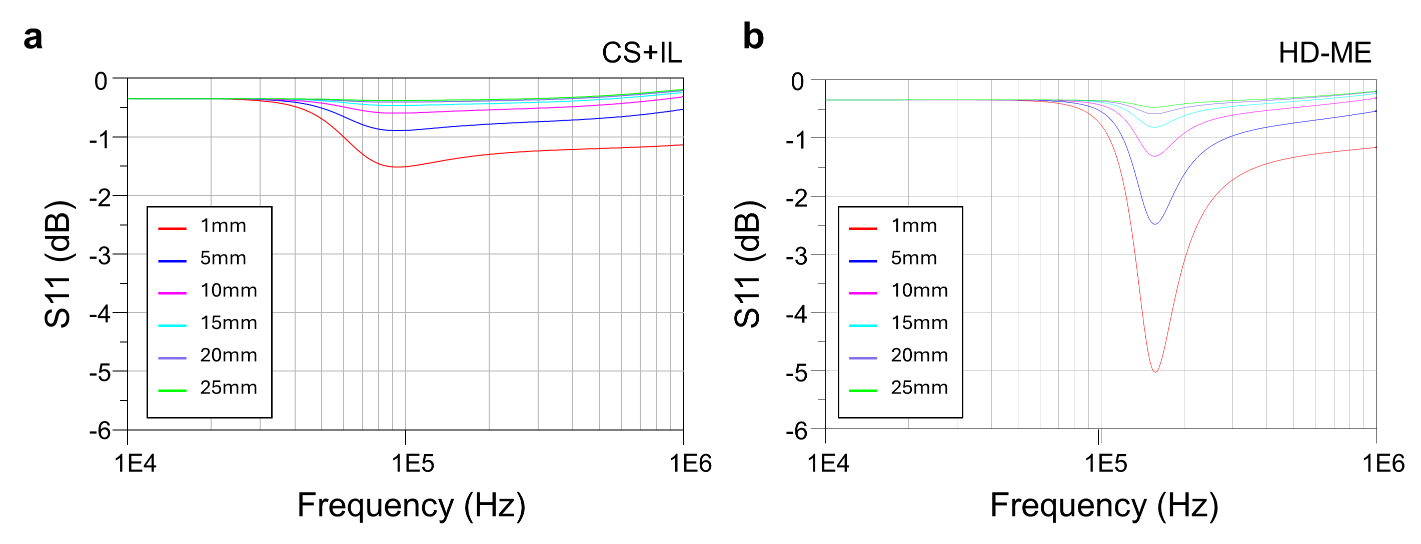 a
CS+IL
0
-1
-2
-3
-4
-5
-6
S11 (dB)
1mm
5mm
10mm
15mm
20mm
25mm
1E4
1E5
1E6
Frequency (Hz)
b
HD-ME
0
-1
-2
-3
-4
-5
-6
S11 (dB)
1mm
5mm
10mm
15mm
20mm
25mm
1E4
1E5
1E6
Frequency (Hz)